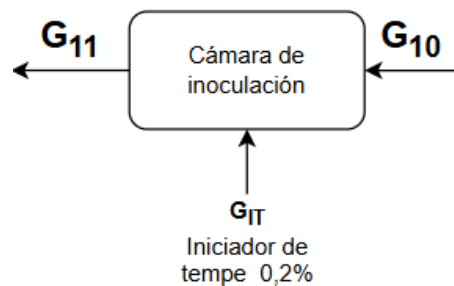 G11
G10
Cámara de
inoculación
GIT
Iniciador de
tempe 0,2%